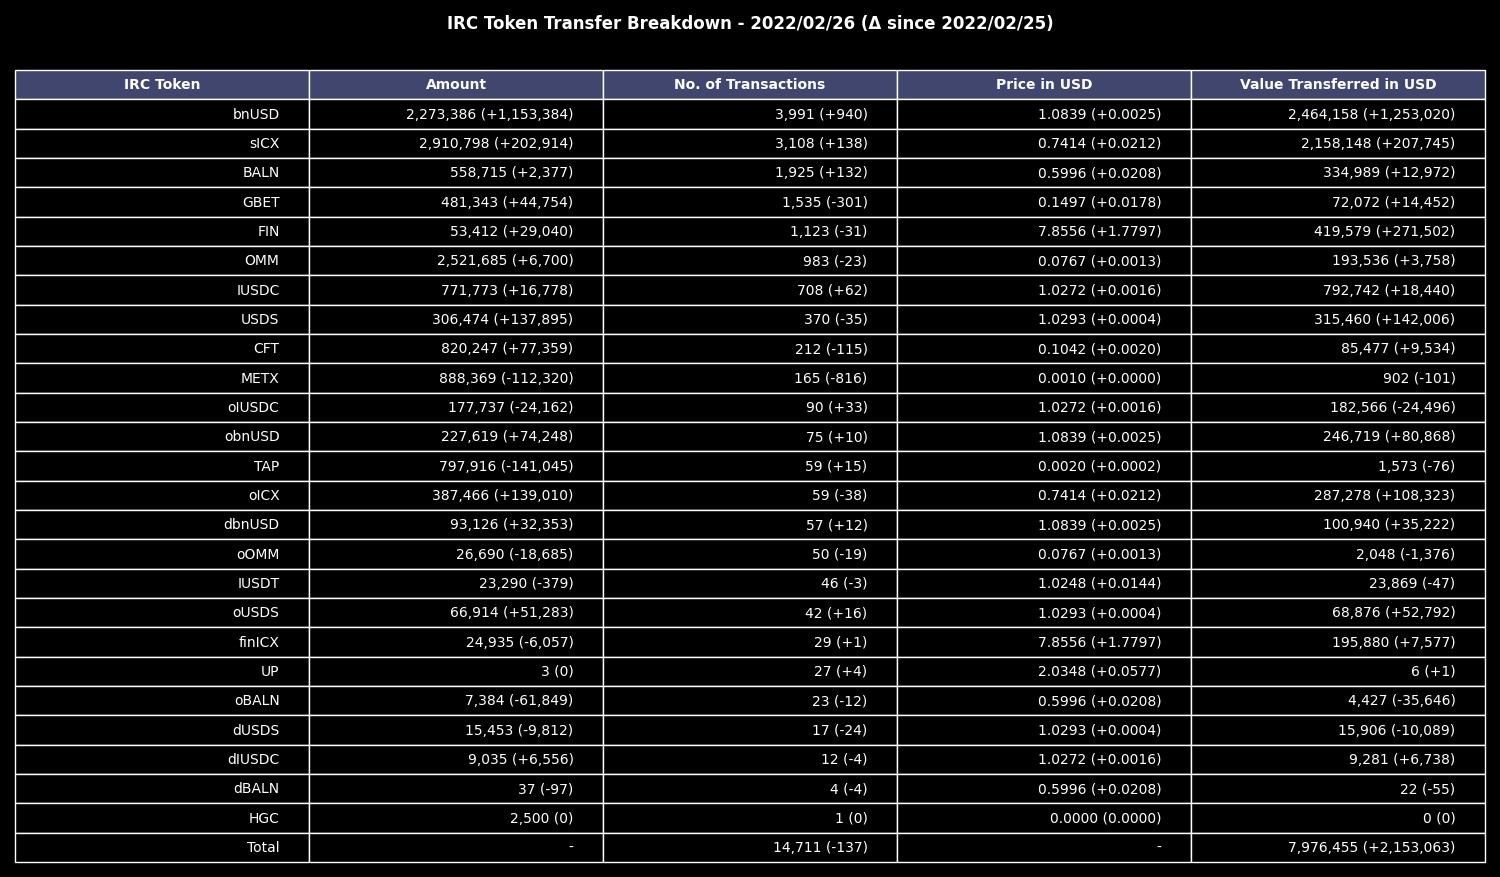 IRC Token Transfer Breakdown - 2022/02/26 (Δ since 2022/02/25)
IRC Token Amount No. of Transactions Price in USD Value Transferred in USD
bnUSD 2,273,386 (+1,153,384) 3,991 (+940) 1.0839 (+0.0025) 2,464,158 (+1,253,020)
sICX 2,910,798 (+202,914) 3,108 (+138) 0.7414 (+0.0212) 2,158,148 (+207,745)
BALN 558,715 (+2,377) 1,925 (+132) 0.5996 (+0.0208) 334,989 (+12,972)
GBET 481,343 (+44,754) 1,535 (-301) 0.1497 (+0.0178) 72,072 (+14,452)
FIN 53,412 (+29,040) 1,123 (-31) 7.8556 (+1.7797) 419,579 (+271,502)
OMM 2,521,685 (+6,700) 983 (-23) 0.0767 (+0.0013) 193,536 (+3,758)
IUSDC 771,773 (+16,778) 708 (+62) 1.0272 (+0.0016) 792,742 (+18,440)
USDS 306,474 (+137,895) 370 (-35) 1.0293 (+0.0004) 315,460 (+142,006)
CFT 820,247 (+77,359) 212 (-115) 0.1042 (+0.0020) 85,477 (+9,534)
METX 888,369 (-112,320) 165 (-816) 0.0010 (+0.0000) 902 (-101)
oIUSDC 177,737 (-24,162) 90 (+33) 1.0272 (+0.0016) 182,566 (-24,496)
obnUSD 227,619 (+74,248) 75 (+10) 1.0839 (+0.0025) 246,719 (+80,868)
TAP 797,916 (-141,045) 59 (+15) 0.0020 (+0.0002) 1,573 (-76)
oICX 387,466 (+139,010) 59 (-38) 0.7414 (+0.0212) 287,278 (+108,323)
dbnUSD 93,126 (+32,353) 57 (+12) 1.0839 (+0.0025) 100,940 (+35,222)
oOMM 26,690 (-18,685) 50 (-19) 0.0767 (+0.0013) 2,048 (-1,376)
IUSDT 23,290 (-379) 46 (-3) 1.0248 (+0.0144) 23,869 (-47)
oUSDS 66,914 (+51,283) 42 (+16) 1.0293 (+0.0004) 68,876 (+52,792)
finICX 24,935 (-6,057) 29 (+1) 7.8556 (+1.7797) 195,880 (+7,577)
UP 3 (0) 27 (+4) 2.0348 (+0.0577) 6 (+1)
oBALN 7,384 (-61,849) 23 (-12) 0.5996 (+0.0208) 4,427 (-35,646)
dUSDS 15,453 (-9,812) 17 (-24) 1.0293 (+0.0004) 15,906 (-10,089)
dIUSDC 9,035 (+6,556) 12 (-4) 1.0272 (+0.0016) 9,281 (+6,738)
dBALN 37 (-97) 4 (-4) 0.5996 (+0.0208) 22 (-55)
HGC 2,500 (0) 1 (0) 0.0000 (0.0000) 0 (0)
Total - 14,711 (-137) - 7,976,455 (+2,153,063)